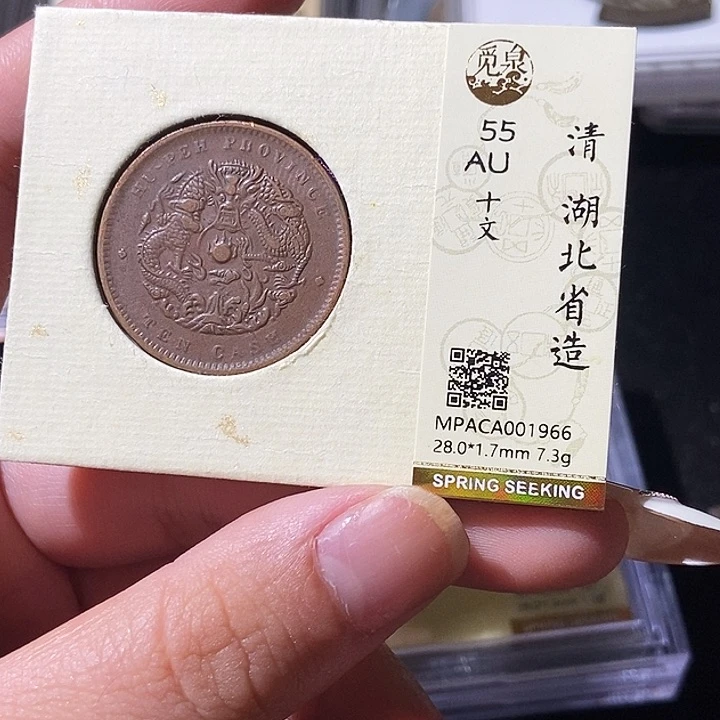 HU-PEH PROVINCE
TEN CASH
觅泉
55
AU
十文
清 湖北省造
MPACA001966
28.0*1.7mm 7.3g
SPRING SEEKING